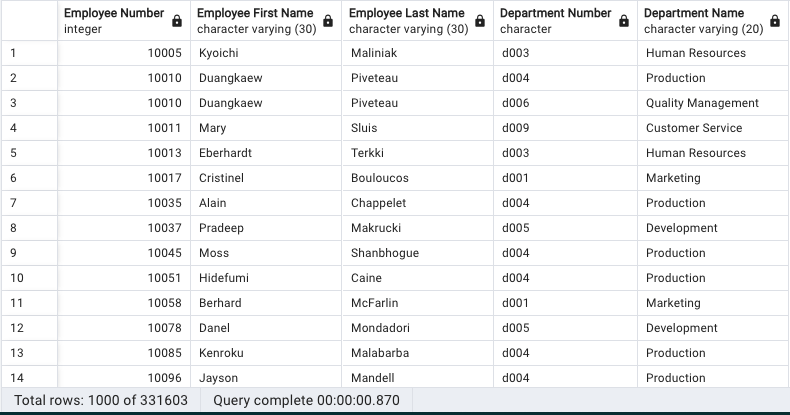 Employee Number Employee First Name Employee Last Name Department Number Department Name
integer character varying (30) character varying (30) character character varying (20)
1 10005 Kyoichi Maliniak d003 Human Resources
2 10010 Duangkaew Piveteau d004 Production
3 10010 Duangkaew Piveteau d006 Quality Management
4 10011 Mary Sluis d009 Customer Service
5 10013 Eberhardt Terkki d003 Human Resources
6 10017 Cristinel Bouloucos d001 Marketing
7 10035 Alain Chappelet d004 Production
8 10037 Pradeep Makrucki d005 Development
9 10045 Moss Shanbhogue d004 Production
10 10051 Hidefumi Caine d004 Production
11 10058 Berhard McFarlin d001 Marketing
12 10078 Danel Mondadori d005 Development
13 10085 Kenroku Malabarba d004 Production
14 10096 Jayson Mandell d004 Production
Total rows: 1000 of 331603 Query complete 00:00:00.870